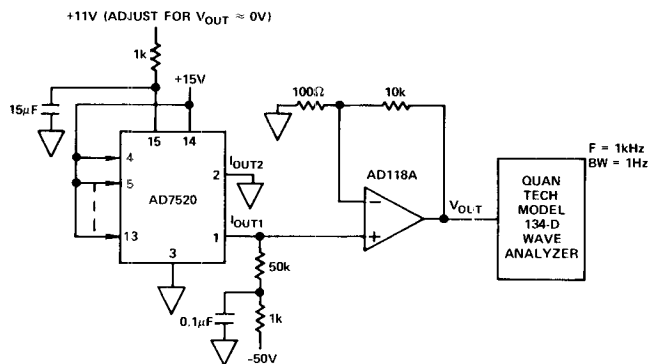 +11V (ADJUST FOR VOUT ≈ 0V)
1k
+15V
15μF
15
14
4
5
13
AD7520
IOUT2
2
IOUT1
1
3
50k
0.1μF
1k
-50V
100Ω
10k
AD118A
−
+
VOUT
F = 1kHz
BW = 1Hz
QUAN
TECH
MODEL
134-D
WAVE
ANALYZER